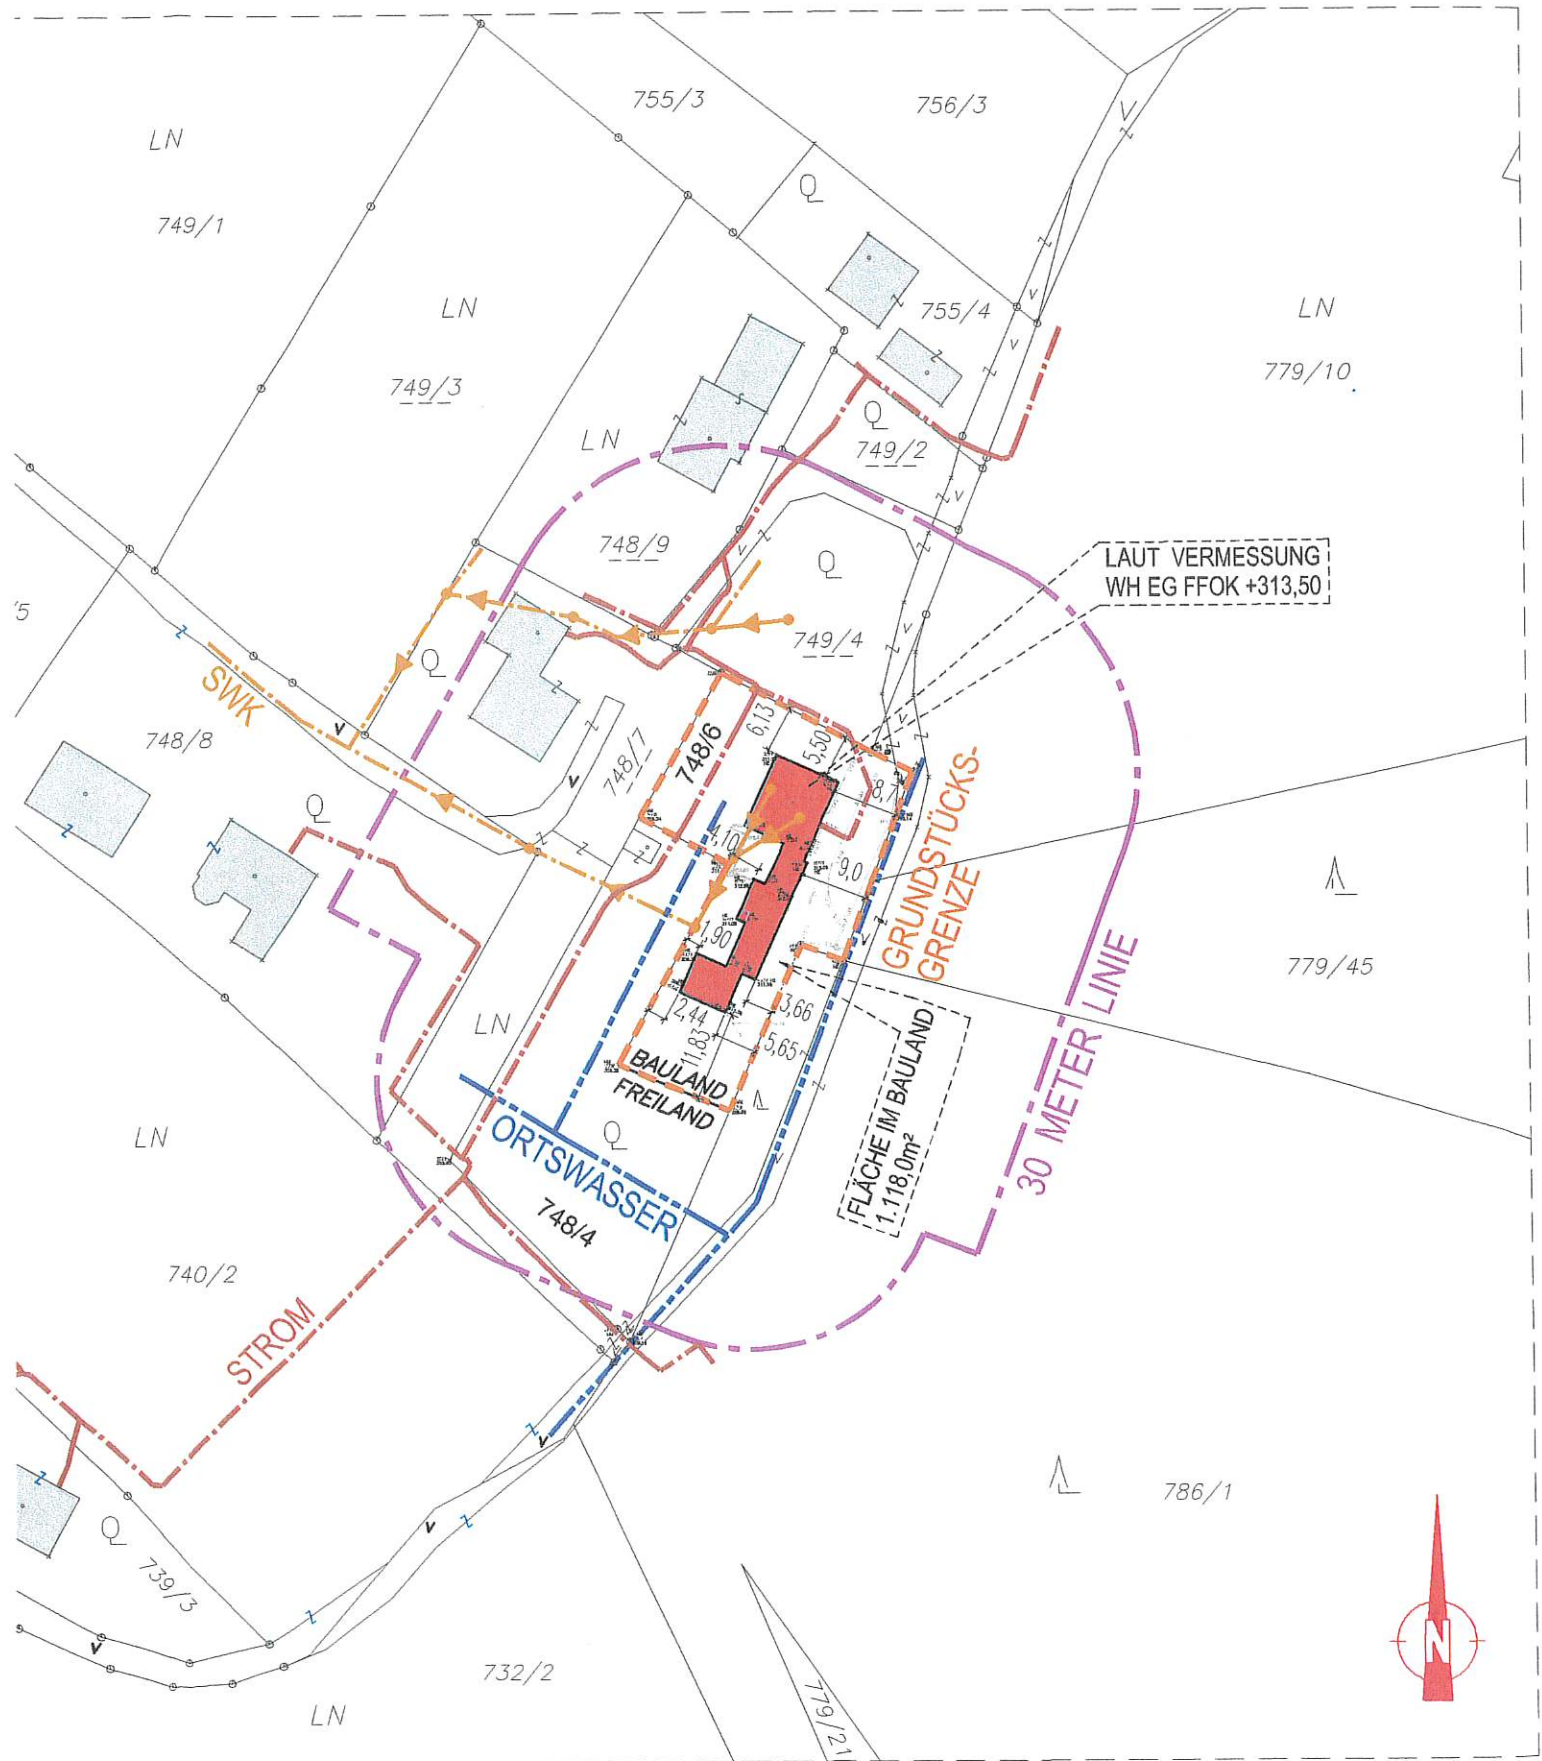 755/3
756/3
LN
749/1
LN
755/4
LN
779/10
749/3
LN
749/2
748/9
LAUT VERMESSUNG
WH EG FFOK +313,50
749/4
SWK
748/8
748/7
748/6
6,13
5,50
4,10
9,0
1,90
GRUNDSTÜCKS-
GRENZE
779/45
LN
2,44
11,83
3,66
5,65
BAULAND
FREILAND
FLÄCHE IM BAULAND
1.118,0m²
30 METER LINIE
LN
ORTSWASSER
748/4
740/2
STROM
786/1
739/3
732/2
779/21
LN
N